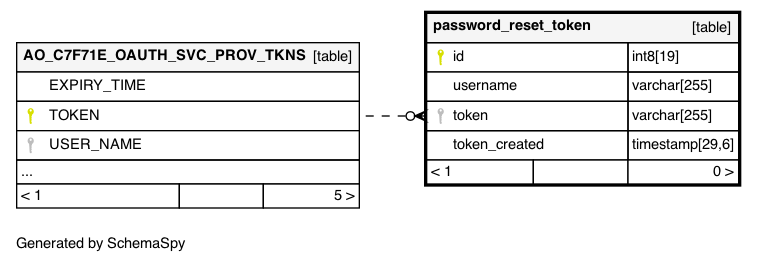 AO_C7F71E_OAUTH_SVC_PROV_TKNS [table]
EXPIRY_TIME
TOKEN
USER_NAME
...
< 1 5 >
password_reset_token [table]
id int8[19]
username varchar[255]
token varchar[255]
token_created timestamp[29,6]
< 1 0 >
Generated by SchemaSpy